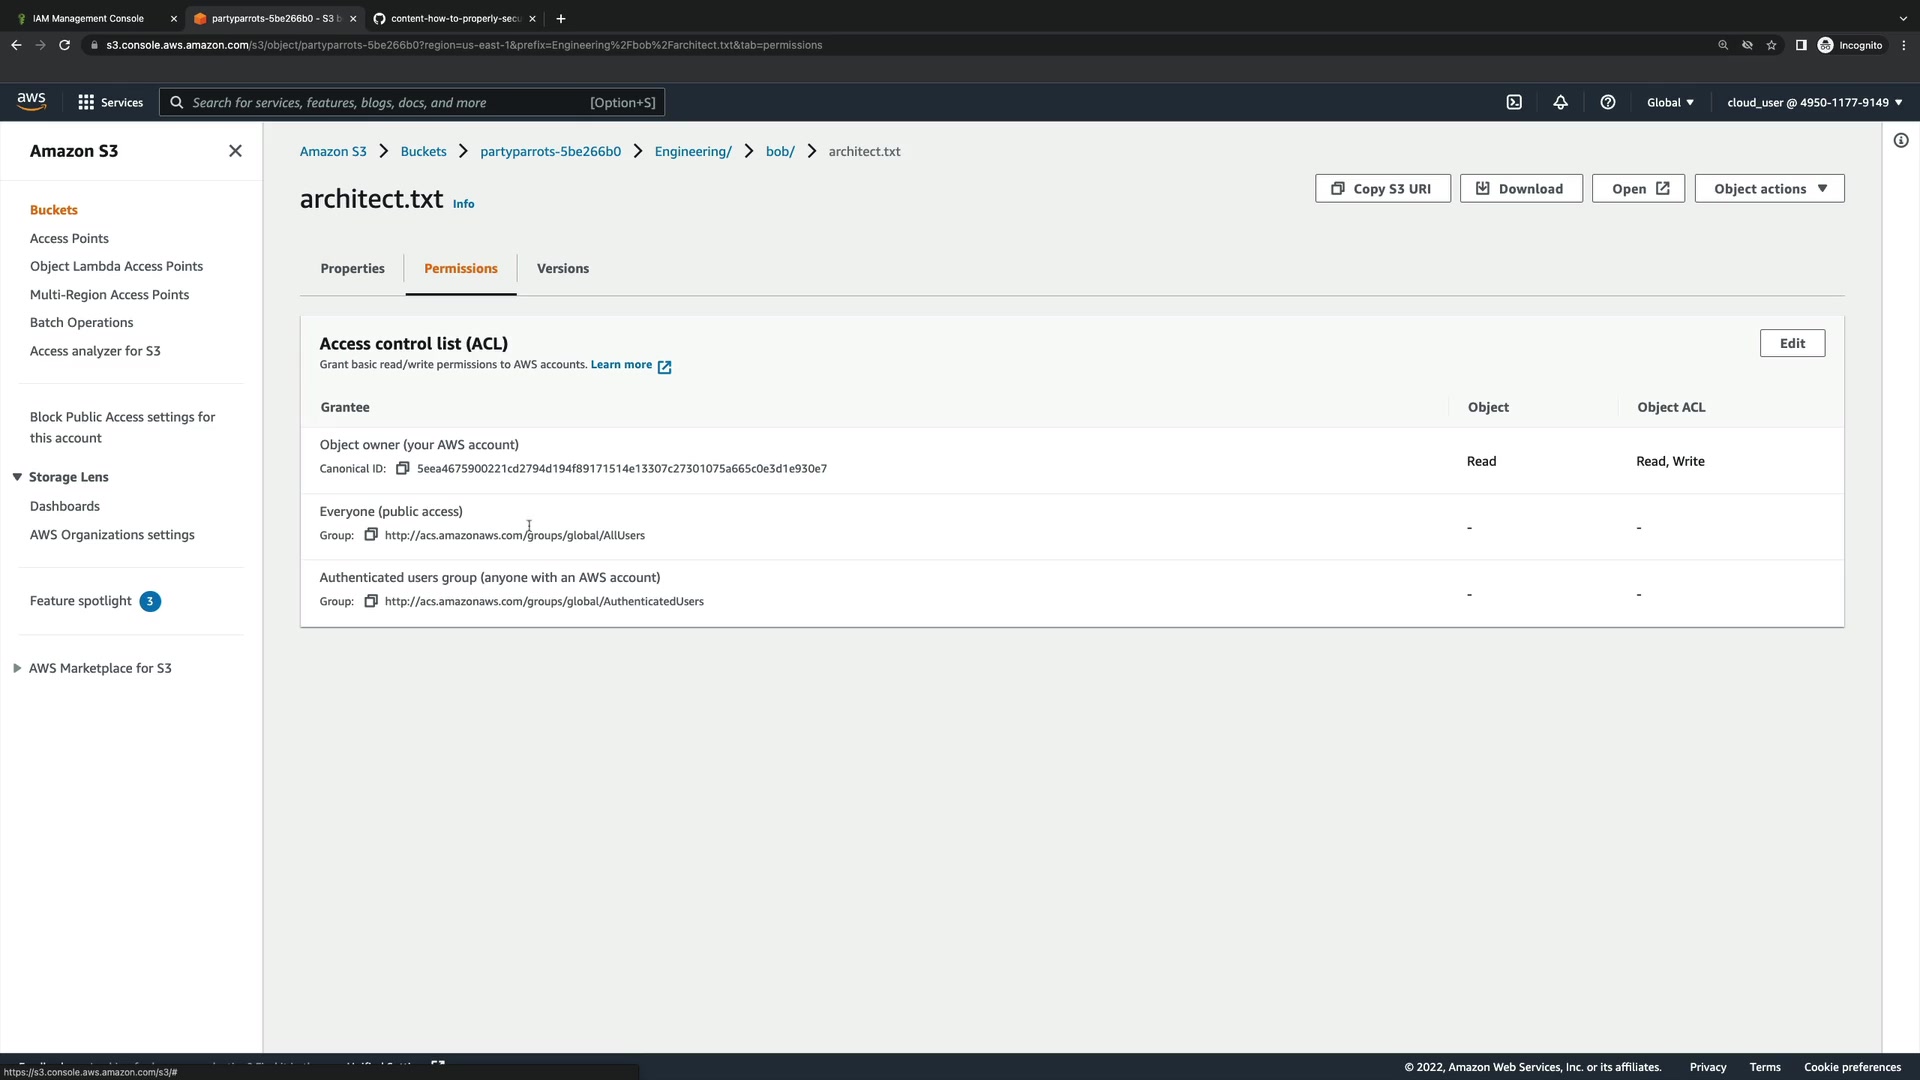 IAM Management Console
partyparrots-5be266b0 - S3 b
content-how-to-properly-secu
s3.console.aws.amazon.com/s3/object/partyparrots-5be266b0?region=us-east-1&prefix=Engineering%2Fbob%2Farchitect.txt&tab=permissions
Incognito
aws
Services
Search for services, features, blogs, docs, and more
[Option+S]
Global
cloud_user @ 4950-1177-9149
Amazon S3
Buckets
Access Points
Object Lambda Access Points
Multi-Region Access Points
Batch Operations
Access analyzer for S3
Block Public Access settings for
this account
Storage Lens
Dashboards
AWS Organizations settings
Feature spotlight 3
AWS Marketplace for S3
Amazon S3 > Buckets > partyparrots-5be266b0 > Engineering/ > bob/ > architect.txt
architect.txt Info
Copy S3 URI
Download
Open
Object actions
Properties
Permissions
Versions
Access control list (ACL)
Edit
Grant basic read/write permissions to AWS accounts. Learn more
Grantee Object Object ACL
Object owner (your AWS account)
Canonical ID: 5eea4675900221cd2794d194f89171514e13307c27301075a665c0e3d1e930e7
Read
Read, Write
Everyone (public access)
Group: http://acs.amazonaws.com/groups/global/AllUsers
-
-
Authenticated users group (anyone with an AWS account)
Group: http://acs.amazonaws.com/groups/global/AuthenticatedUsers
-
-
© 2022, Amazon Web Services, Inc. or its affiliates.
Privacy
Terms
Cookie preferences
https://s3.console.aws.amazon.com/s3/#